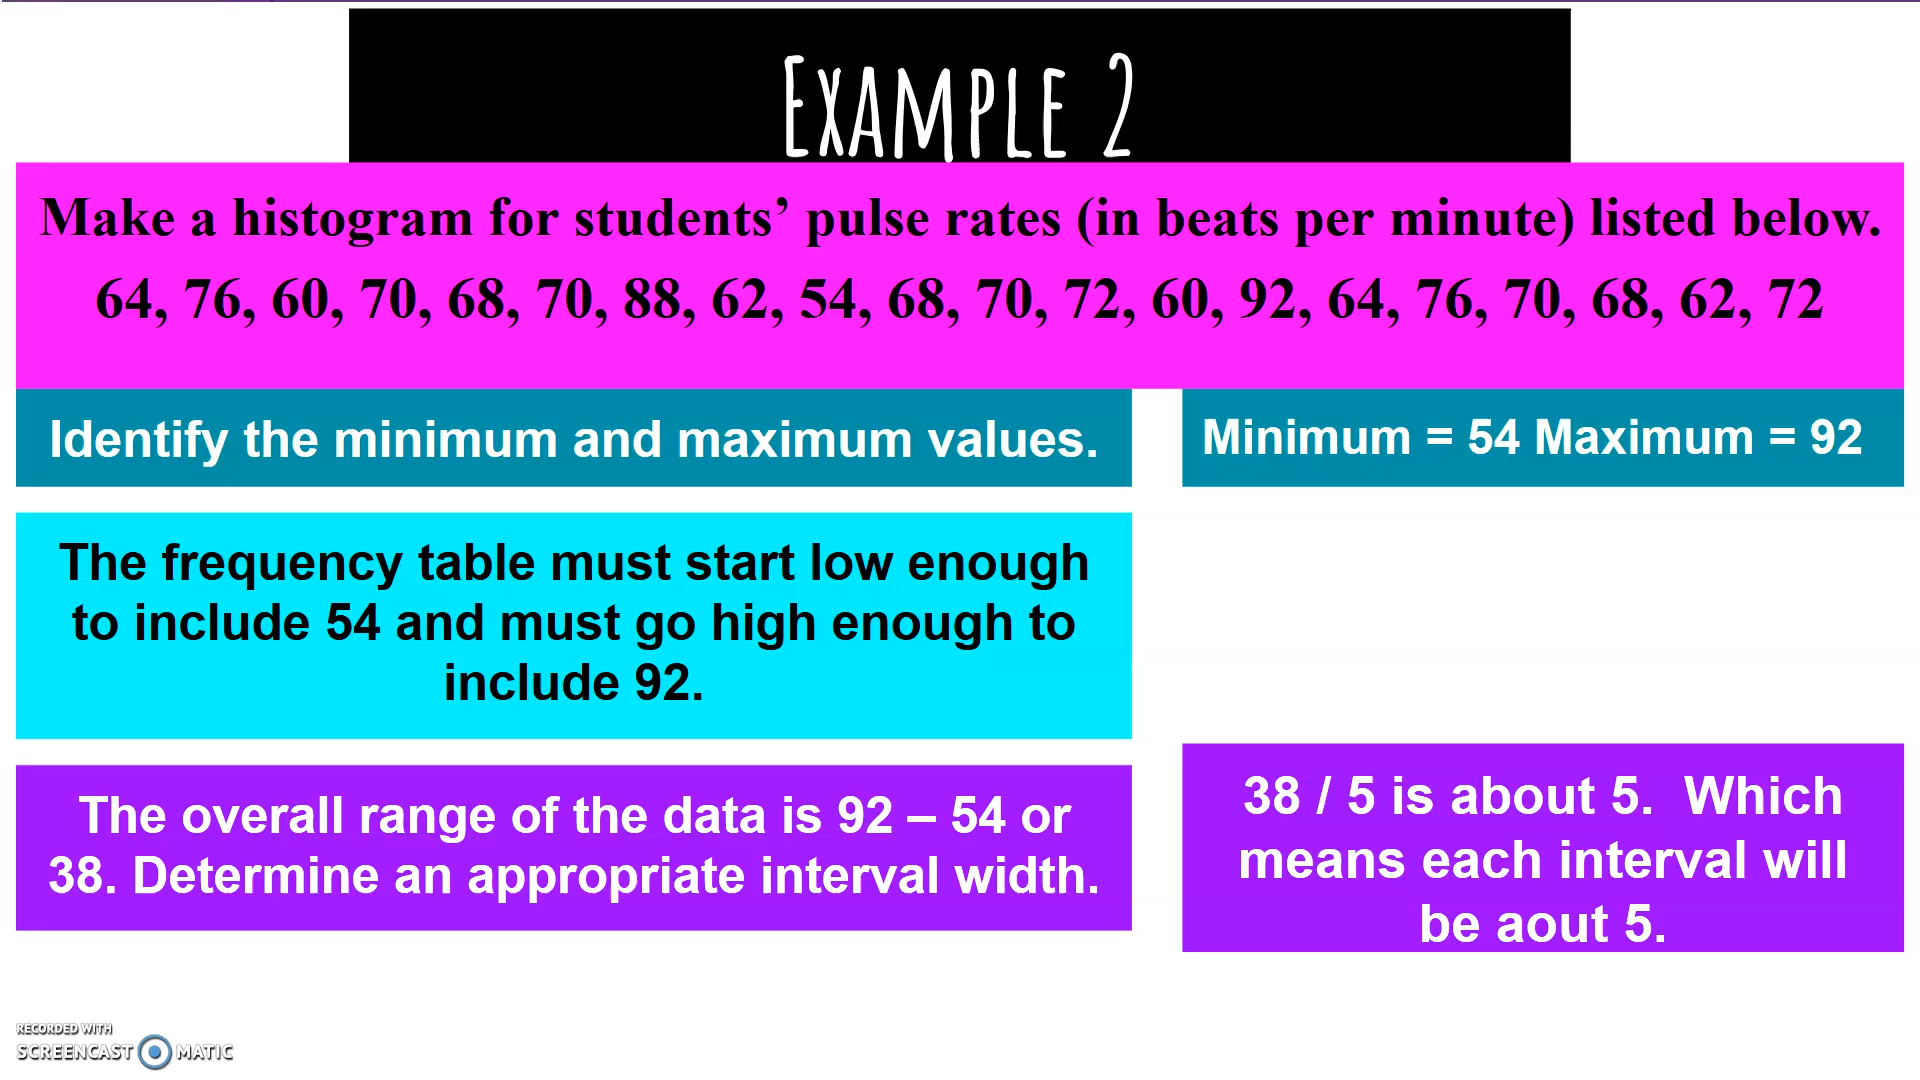 Example 2
Make a histogram for students’ pulse rates (in beats per minute) listed below.
64, 76, 60, 70, 68, 70, 88, 62, 54, 68, 70, 72, 60, 92, 64, 76, 70, 68, 62, 72
Identify the minimum and maximum values.
Minimum = 54 Maximum = 92
The frequency table must start low enough
to include 54 and must go high enough to
include 92.
The overall range of the data is 92 – 54 or
38. Determine an appropriate interval width.
38 / 5 is about 5.  Which
means each interval will
be aout 5.
RECORDED WITH
SCREENCAST MATIC